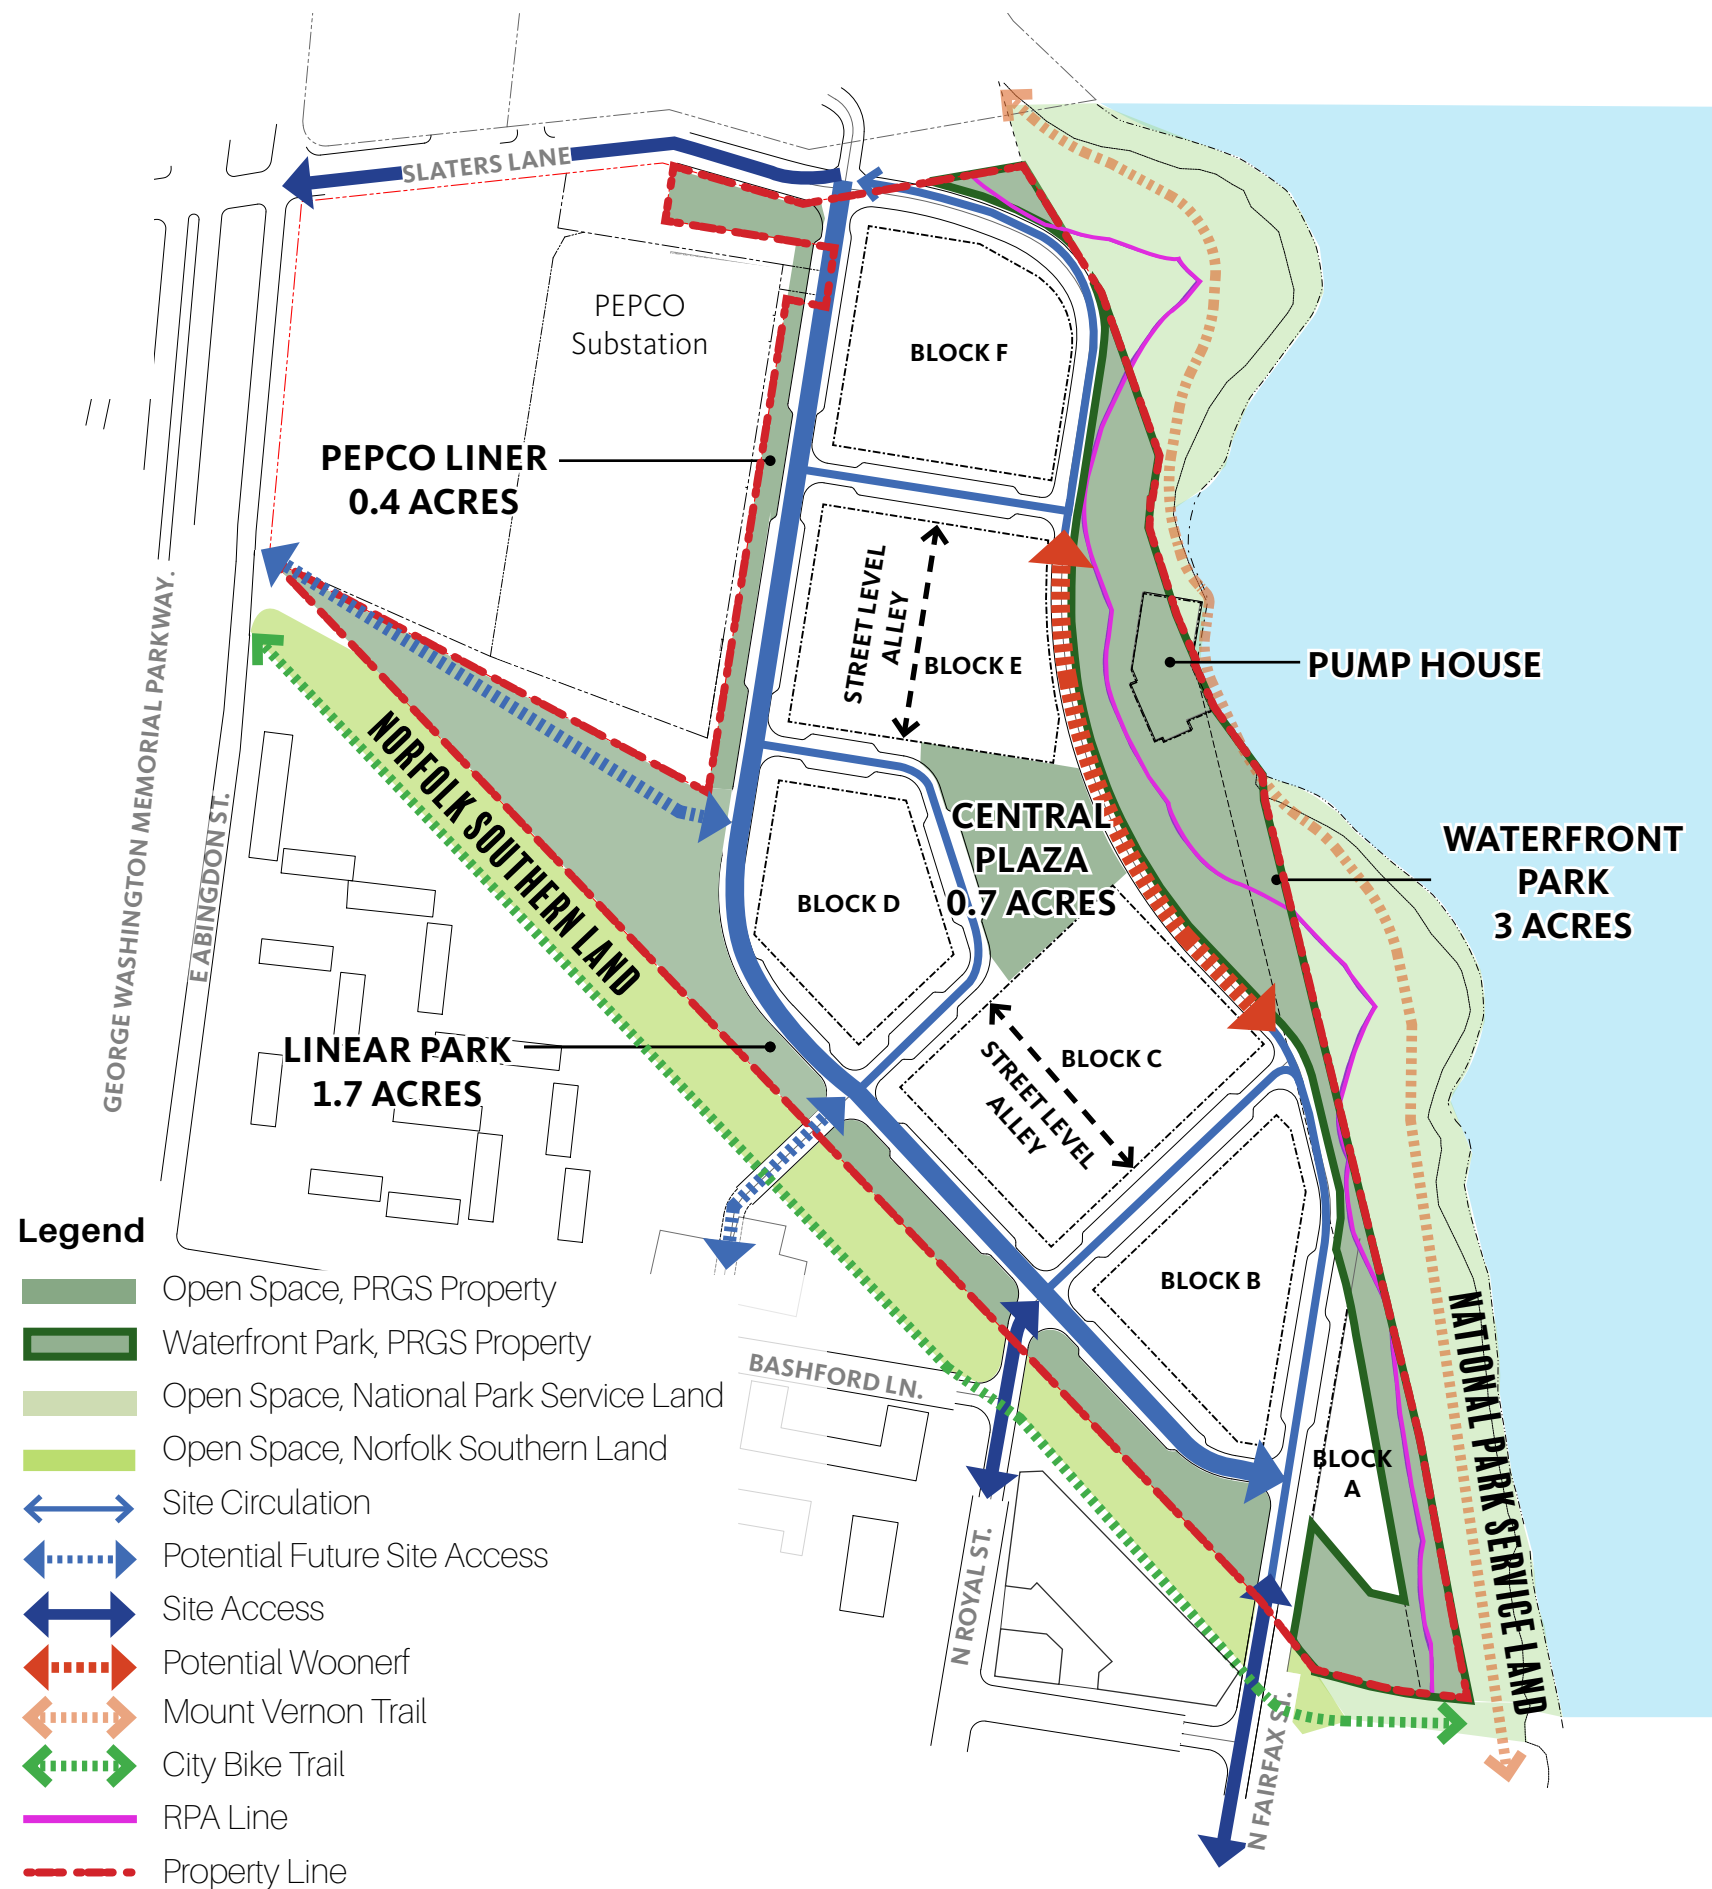 SLATERS LANE
PEPCO
Substation
BLOCK F
PEPCO LINER
0.4 ACRES
STREET LEVEL
ALLEY
BLOCK E
PUMP HOUSE
GEORGE WASHINGTON MEMORIAL PARKWAY.
E ABINGDON ST.
NORFOLK SOUTHERN LAND
CENTRAL
PLAZA
0.7 ACRES
WATERFRONT
PARK
3 ACRES
BLOCK D
LINEAR PARK
1.7 ACRES
BLOCK C
STREET LEVEL
ALLEY
BLOCK B
BASHFORD LN.
BLOCK
A
NATIONAL PARK SERVICE LAND
N ROYAL ST.
N FAIRFAX ST.
Legend
Open Space, PRGS Property
Waterfront Park, PRGS Property
Open Space, National Park Service Land
Open Space, Norfolk Southern Land
Site Circulation
Potential Future Site Access
Site Access
Potential Woonerf
Mount Vernon Trail
City Bike Trail
RPA Line
Property Line